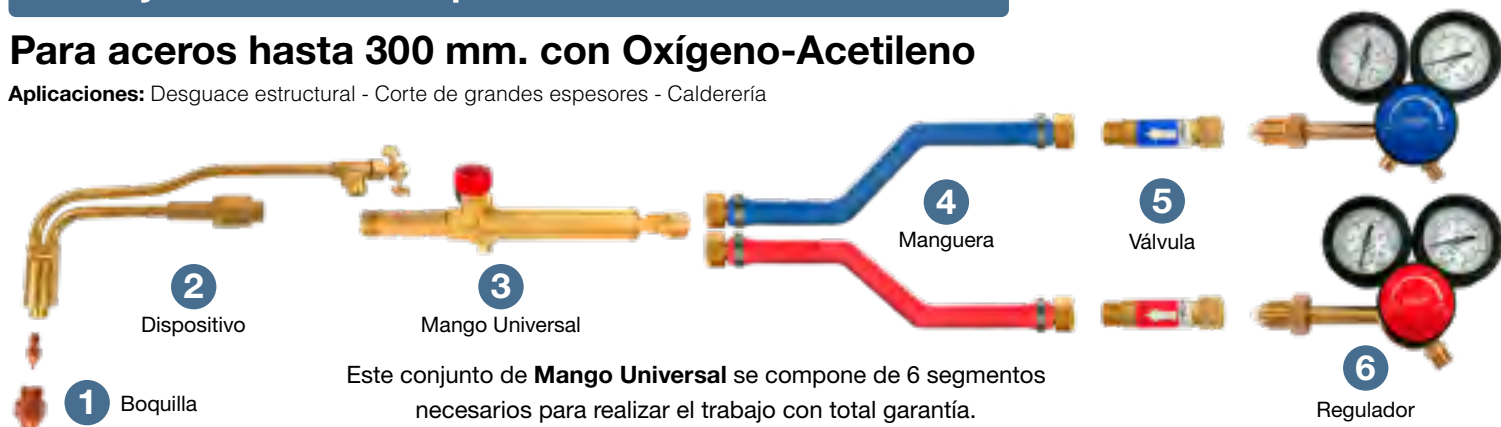 Para aceros hasta 300 mm. con Oxígeno-Acetileno
Aplicaciones: Desguace estructural - Corte de grandes espesores - Calderería
4
Manguera
5
Válvula
2
Dispositivo
3
Mango Universal
1 Boquilla
Este conjunto de Mango Universal se compone de 6 segmentos
necesarios para realizar el trabajo con total garantía.
6
Regulador